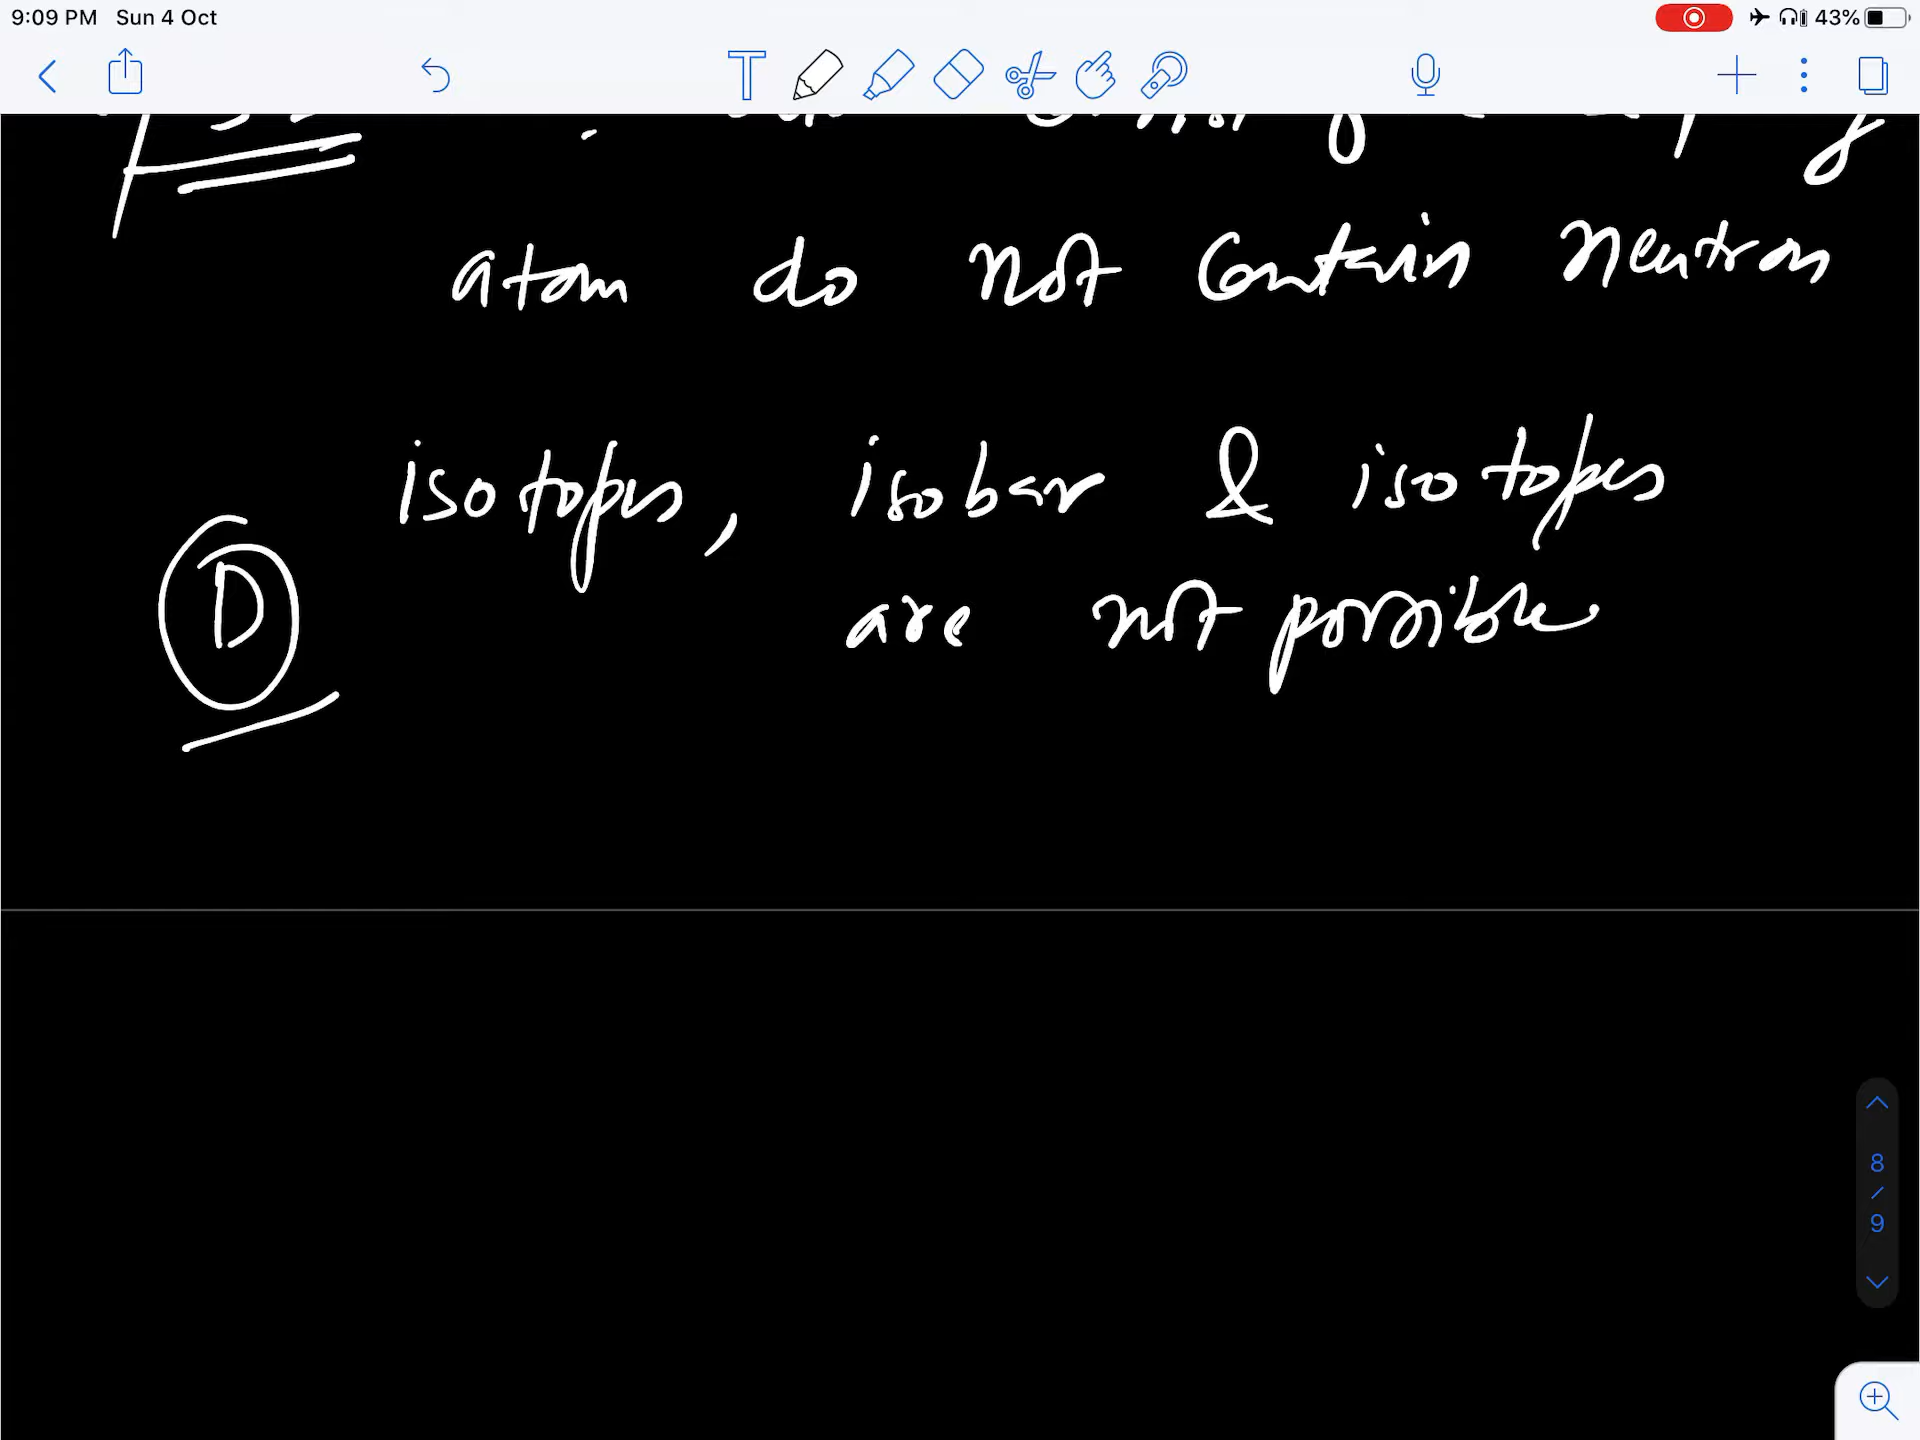 9:09 PM Sun 4 Oct
43%
atom do not contain neutron
isotopes, isobar & isotopes
D
are not possible
8
/
9